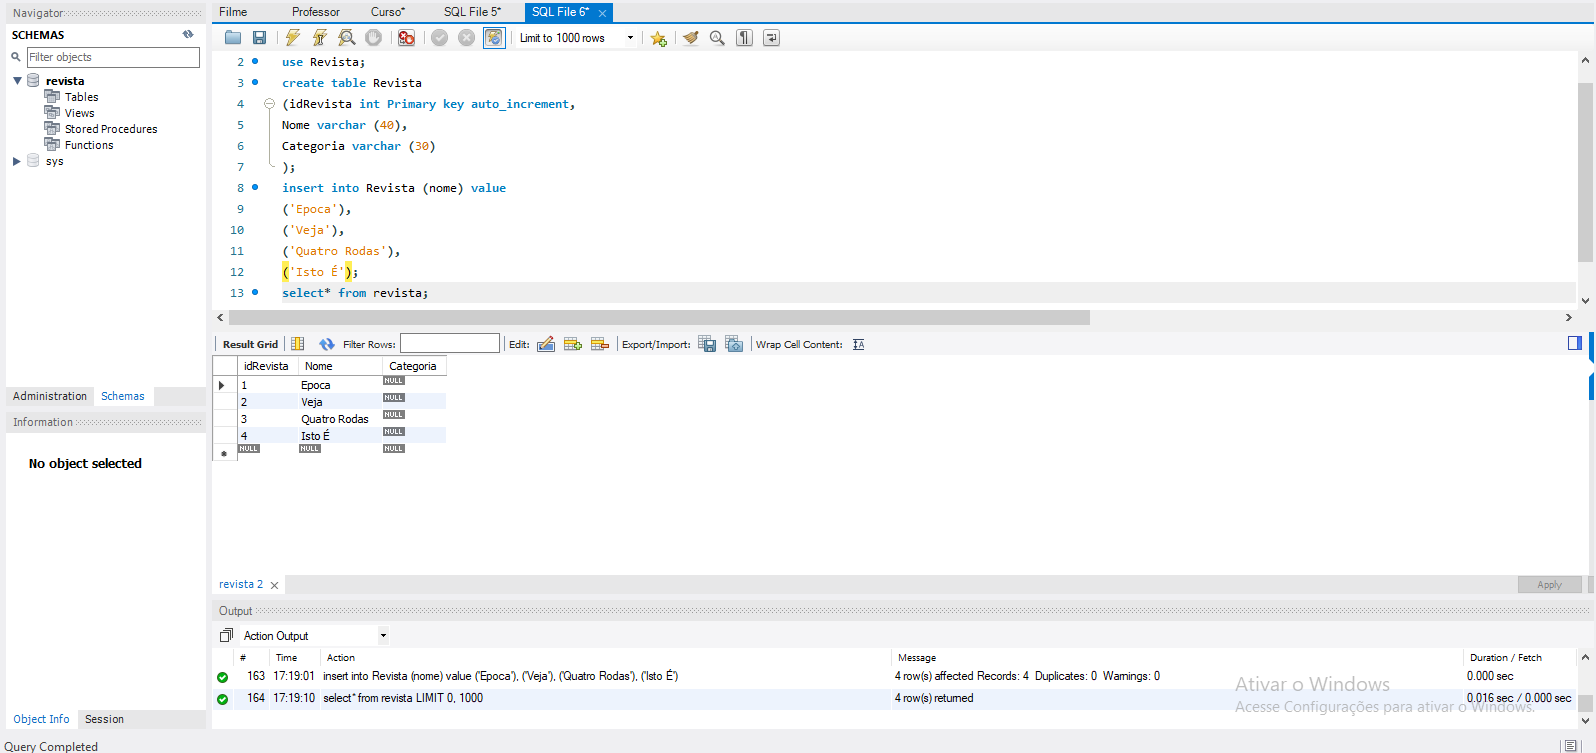 Navigator
SCHEMAS
Filter objects
revista
Tables
Views
Stored Procedures
Functions
sys
Administration Schemas
Information
No object selected
Object Info Session
Query Completed
Filme Professor Curso* SQL File 5* SQL File 6*
Limit to 1000 rows
2 use Revista;
3 create table Revista
4 (idRevista int Primary key auto_increment,
5 Nome varchar (40),
6 Categoria varchar (30)
7 );
8 insert into Revista (nome) value
9 ('Epoca'),
10 ('Veja'),
11 ('Quatro Rodas'),
12 ('Isto É');
13 select* from revista;
Result Grid Filter Rows: Edit: Export/Import: Wrap Cell Content:
idRevista Nome Categoria
1 Epoca NULL
2 Veja NULL
3 Quatro Rodas NULL
4 Isto É NULL
NULL NULL NULL
revista 2
Apply
Output
Action Output
# Time Action Message Duration / Fetch
163 17:19:01 insert into Revista (nome) value ('Epoca'), ('Veja'), ('Quatro Rodas'), ('Isto É') 4 row(s) affected Records: 4 Duplicates: 0 Warnings: 0 0.000 sec
164 17:19:10 select* from revista LIMIT 0, 1000 4 row(s) returned 0.016 sec / 0.000 sec
Ativar o Windows
Acesse Configurações para ativar o Windows.